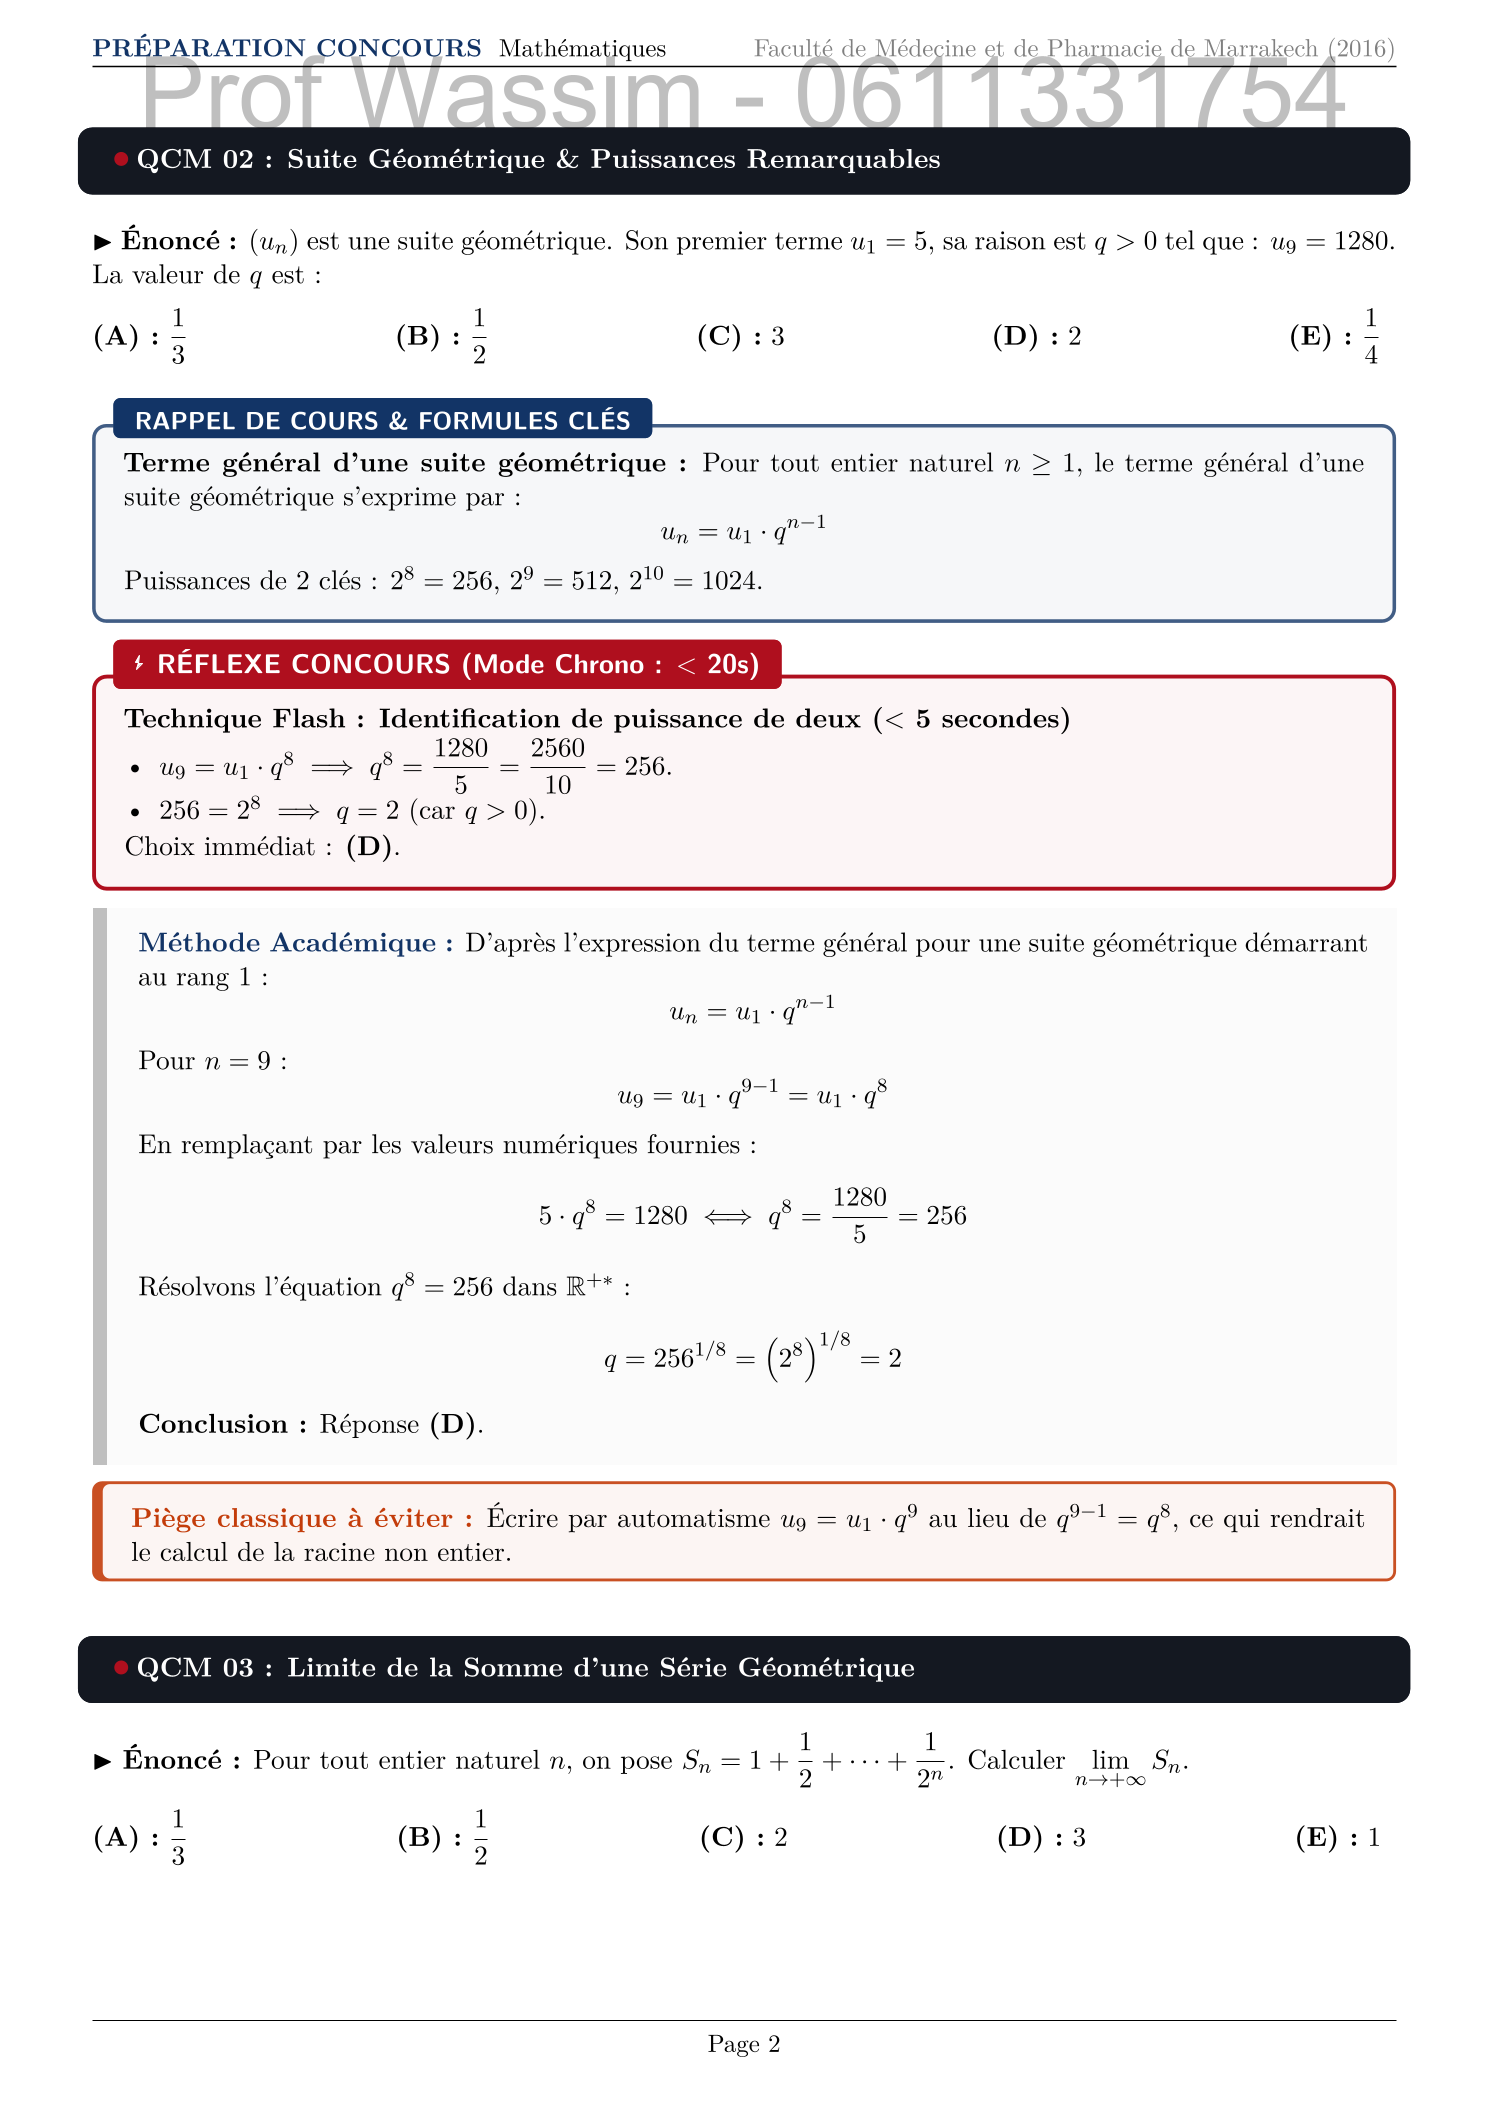 PRÉPARATION CONCOURS Mathématiques Faculté de Médecine et de Pharmacie de Marrakech (2016)
Prof Wassim - 0611331754
• QCM 02 : Suite Géométrique & Puissances Remarquables
▶ Énoncé : (uₙ) est une suite géométrique. Son premier terme u₁ = 5, sa raison est q > 0 tel que : u₉ = 1280.
La valeur de q est :
(A) : 1/3 (B) : 1/2 (C) : 3 (D) : 2 (E) : 1/4
RAPPEL DE COURS & FORMULES CLÉS
Terme général d'une suite géométrique : Pour tout entier naturel n ≥ 1, le terme général d'une
suite géométrique s'exprime par :
uₙ = u₁ · qⁿ⁻¹
Puissances de 2 clés : 2⁸ = 256, 2⁹ = 512, 2¹⁰ = 1024.
RÉFLEXE CONCOURS (Mode Chrono : < 20s)
Technique Flash : Identification de puissance de deux (< 5 secondes)
• u₉ = u₁ · q⁸ ⟹ q⁸ = 1280/5 = 2560/10 = 256.
• 256 = 2⁸ ⟹ q = 2 (car q > 0).
Choix immédiat : (D).
Méthode Académique : D'après l'expression du terme général pour une suite géométrique démarrant
au rang 1 :
uₙ = u₁ · qⁿ⁻¹
Pour n = 9 :
u₉ = u₁ · q⁹⁻¹ = u₁ · q⁸
En remplaçant par les valeurs numériques fournies :
5 · q⁸ = 1280 ⟺ q⁸ = 1280/5 = 256
Résolvons l'équation q⁸ = 256 dans ℝ⁺* :
q = 256^(1/8) = (2⁸)^(1/8) = 2
Conclusion : Réponse (D).
Piège classique à éviter : Écrire par automatisme u₉ = u₁ · q⁹ au lieu de q⁹⁻¹ = q⁸, ce qui rendrait
le calcul de la racine non entier.
• QCM 03 : Limite de la Somme d'une Série Géométrique
▶ Énoncé : Pour tout entier naturel n, on pose Sₙ = 1 + 1/2 + ··· + 1/2ⁿ. Calculer lim n→+∞ Sₙ.
(A) : 1/3 (B) : 1/2 (C) : 2 (D) : 3 (E) : 1
Page 2